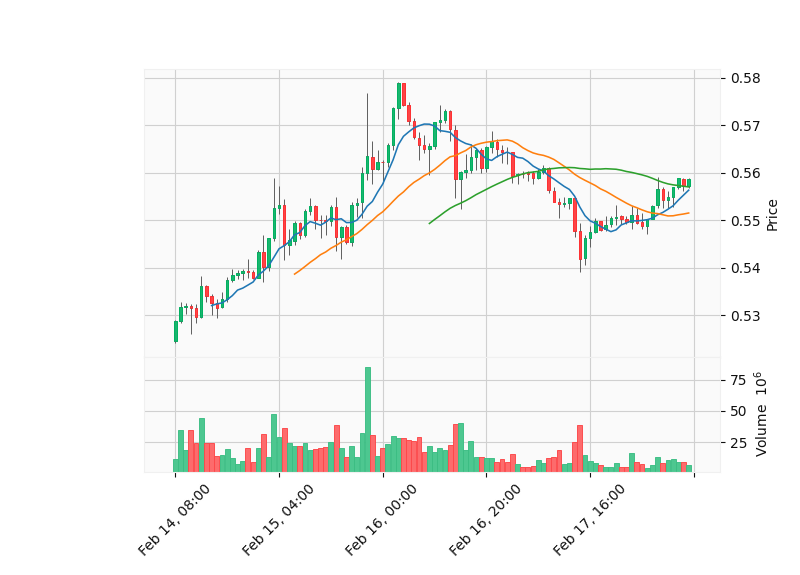 0.58
0.57
0.56
0.55
0.54
0.53
Price
75
50
25
Volume 10^6
Feb 14, 08:00
Feb 15, 04:00
Feb 16, 00:00
Feb 16, 20:00
Feb 17, 16:00